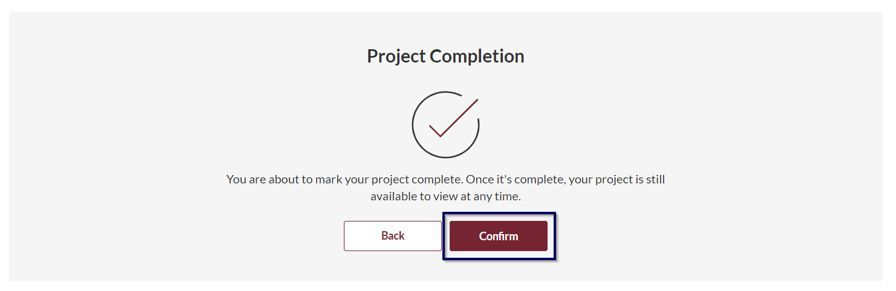 Project Completion
You are about to mark your project complete. Once it's complete, your project is still
available to view at any time.
Back
Confirm